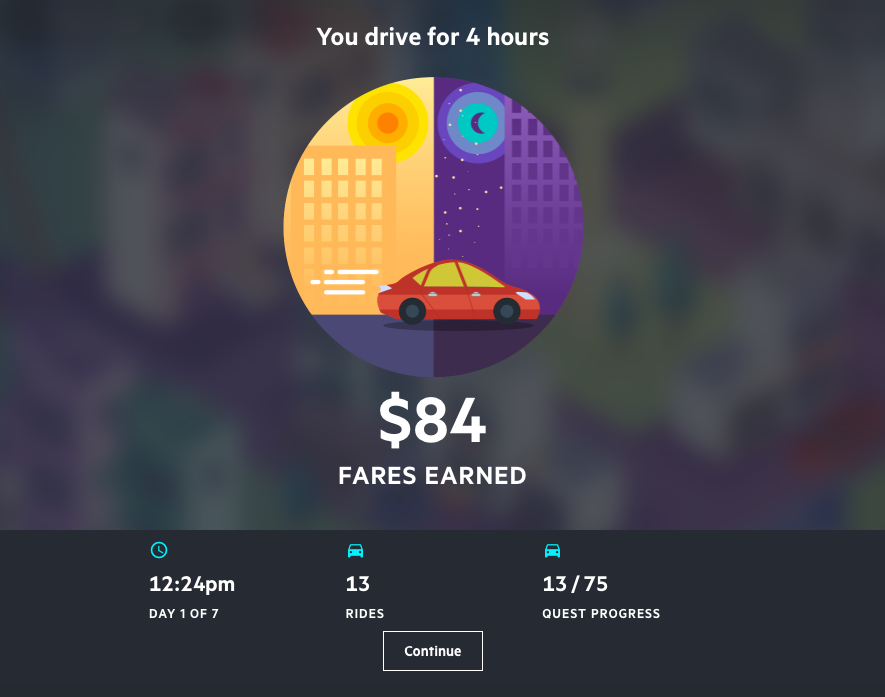 You drive for 4 hours
$84
FARES EARNED
12:24pm
DAY 1 OF 7
13
RIDES
13 / 75
QUEST PROGRESS
Continue